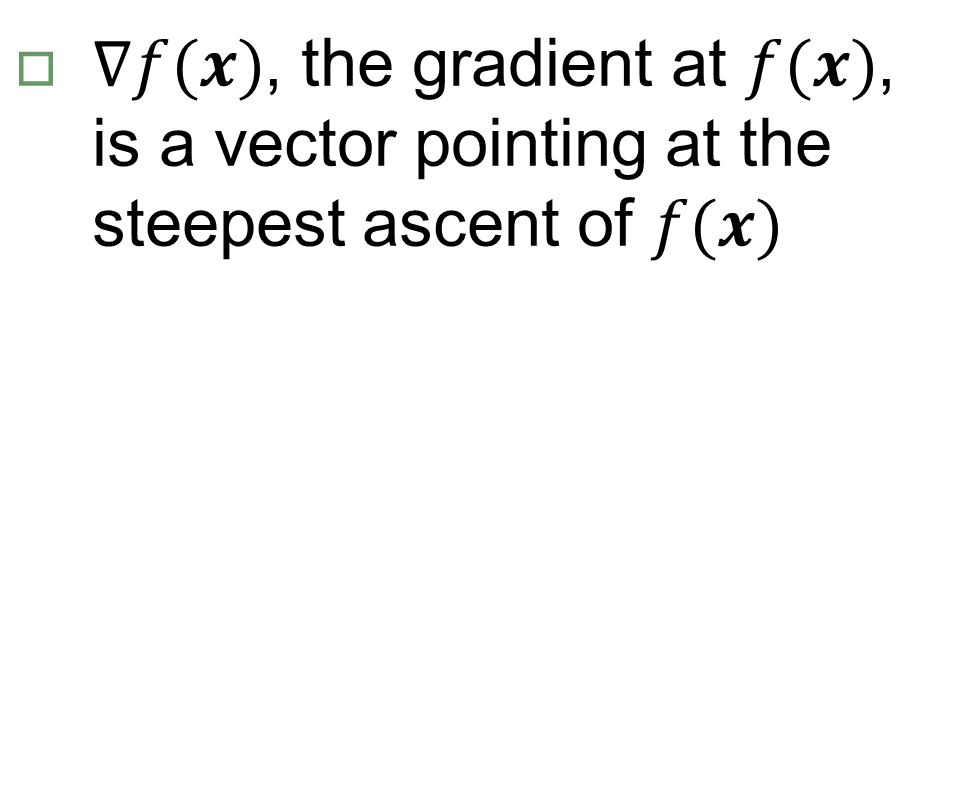 ∇𝑓(𝒙), the gradient at 𝑓(𝒙),
is a vector pointing at the
steepest ascent of 𝑓(𝒙)